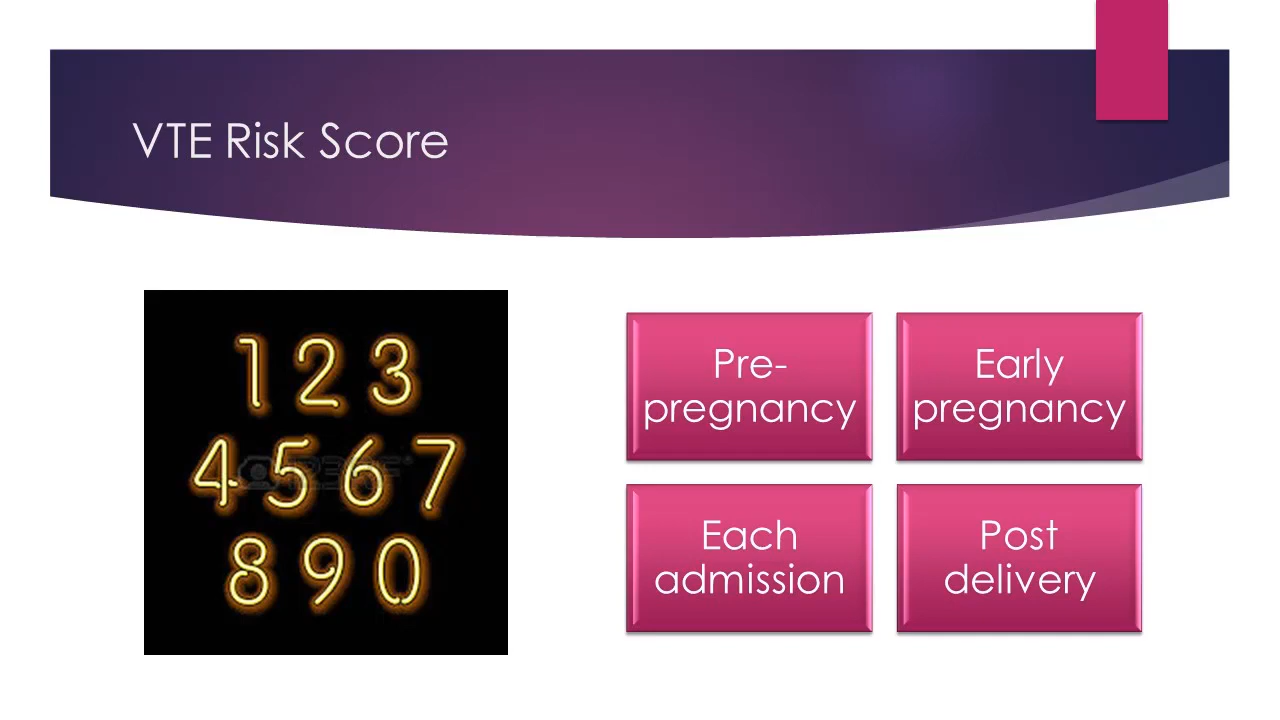 VTE Risk Score
1 2 3
4 5 6 7
8 9 0
Pre-
pregnancy
Early
pregnancy
Each
admission
Post
delivery